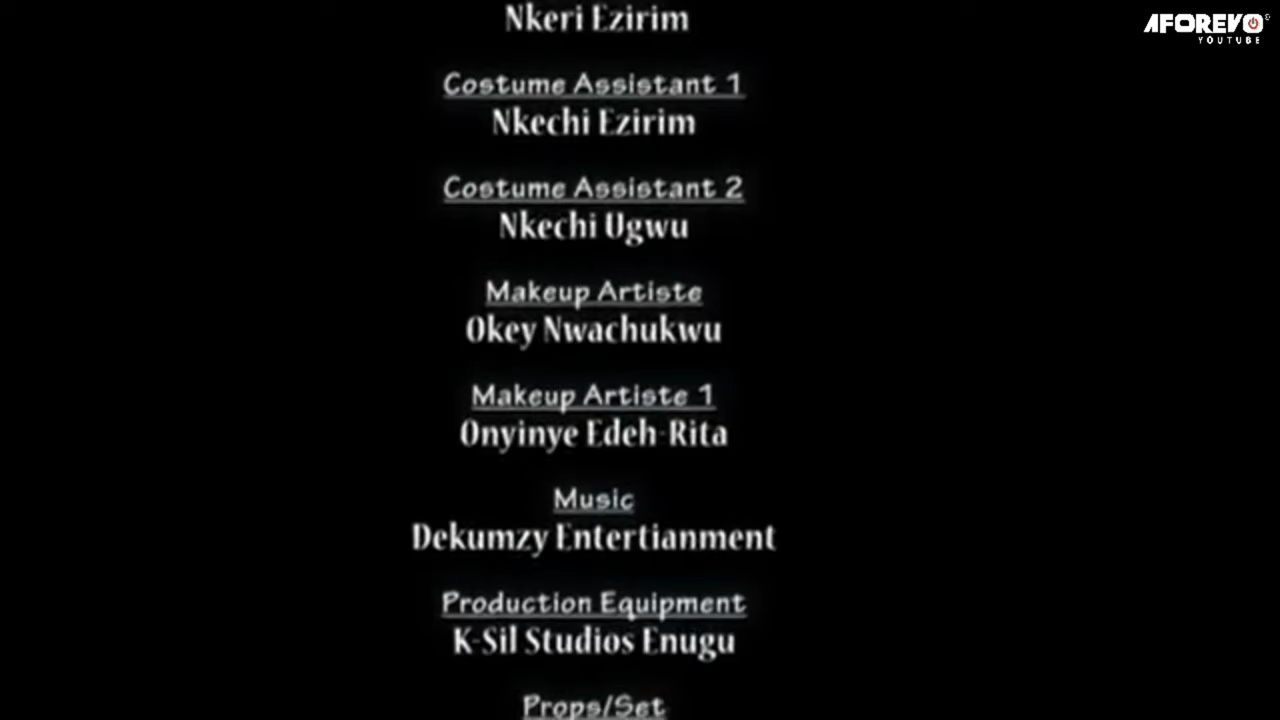 Nkeri Ezirim
AFOREVO
YOUTUBE
Costume Assistant 1
Nkechi Ezirim
Costume Assistant 2
Nkechi Ugwu
Makeup Artiste
Okey Nwachukwu
Makeup Artiste 1
Onyinye Edeh-Rita
Music
Dekumzy Entertianment
Production Equipment
K-Sil Studios Enugu
Props/Set